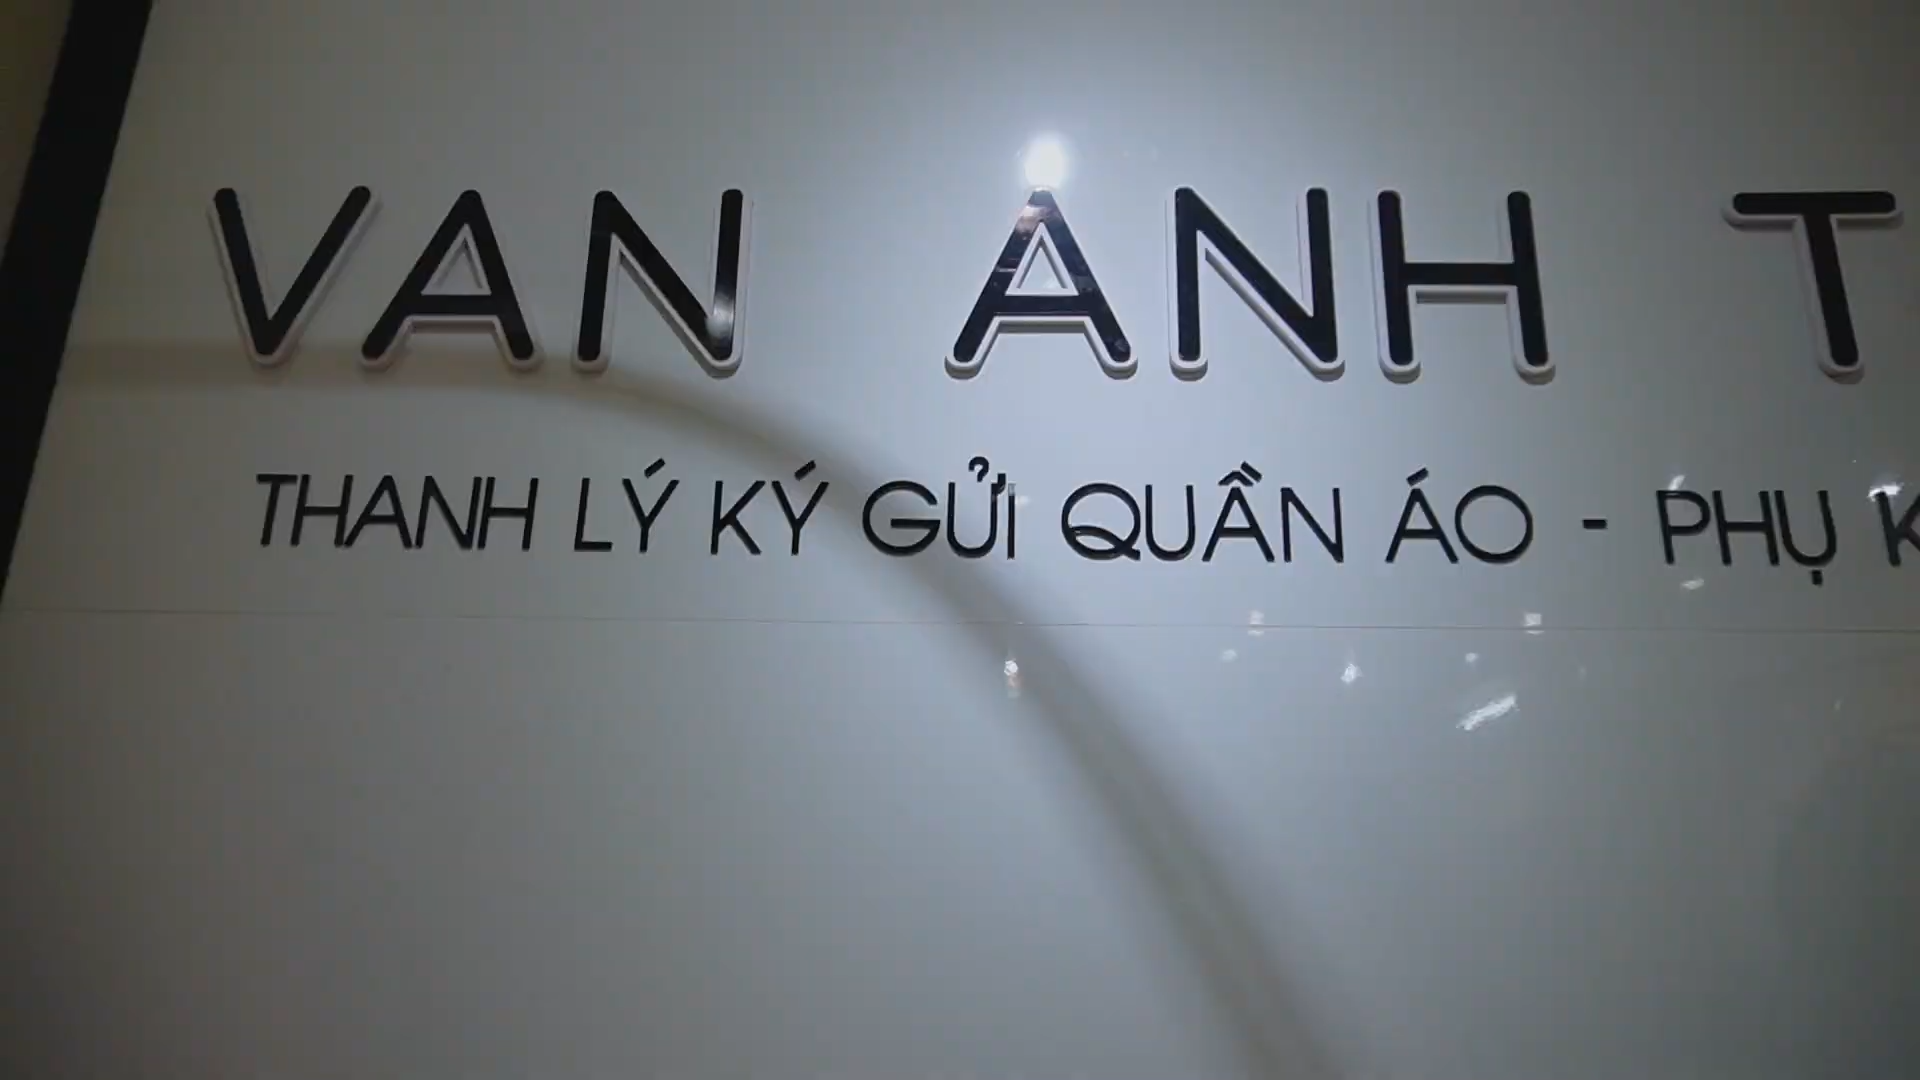 VAN ANH T
THANH LÝ KÝ GỬI QUẦN ÁO - PHỤ K